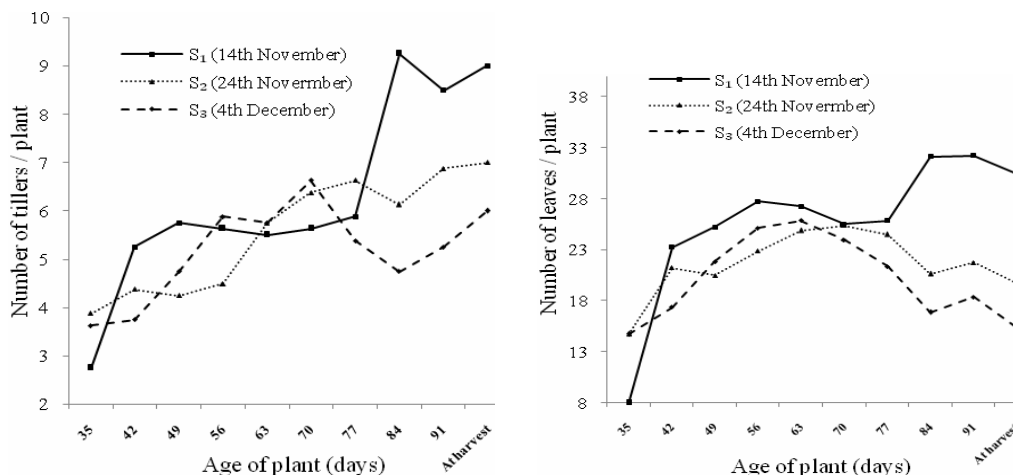 10
9
8
7
6
5
4
3
2
Number of tillers / plant
S₁ (14th November)
S₂ (24th Novermber)
S₃ (4th December)
35 42 49 56 63 70 77 84 91 At harvest
Age of plant (days)
38
33
28
23
18
13
8
Number of leaves / plant
S₁ (14th November)
S₂ (24th Novermber)
S₃ (4th December)
35 42 49 56 63 70 77 84 91 At harvest
Age of plant (days)